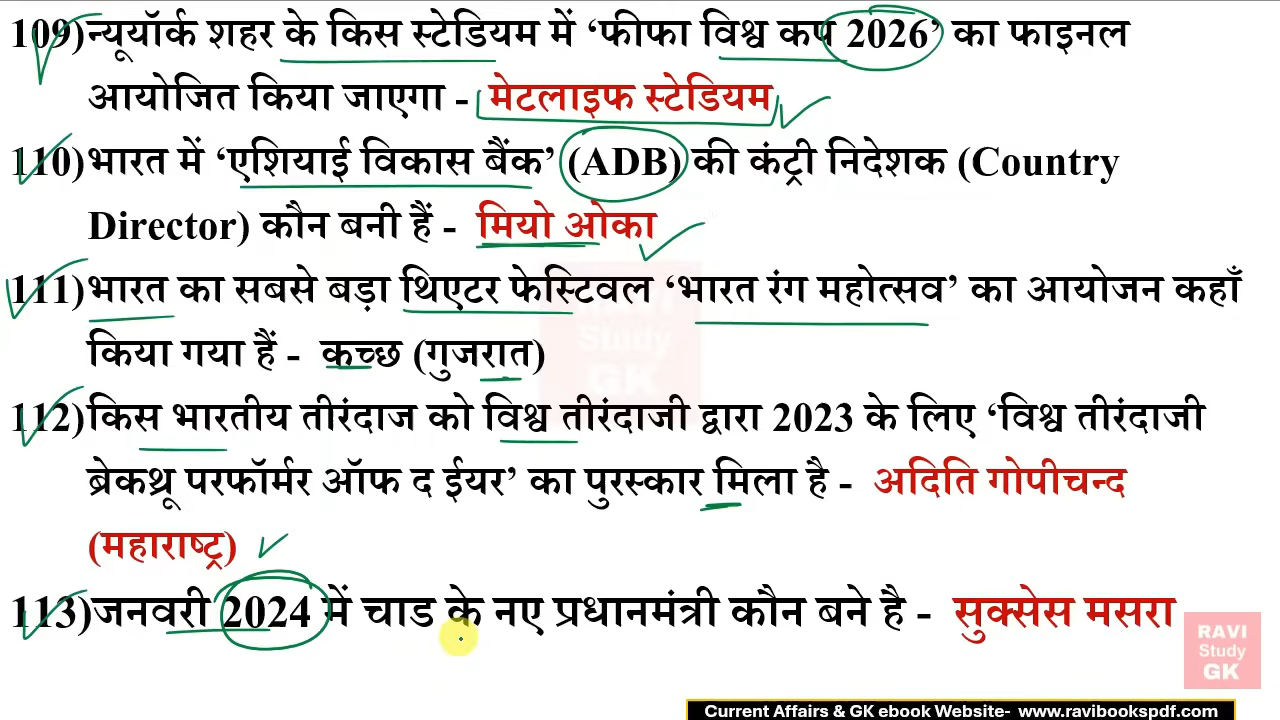 109)न्यूयॉर्क शहर के किस स्टेडियम में ‘फीफा विश्व कप 2026’ का फाइनल
आयोजित किया जाएगा - मेटलाइफ स्टेडियम
110)भारत में ‘एशियाई विकास बैंक’ (ADB) की कंट्री निदेशक (Country
Director) कौन बनी हैं - मियो ओका
111)भारत का सबसे बड़ा थिएटर फेस्टिवल ‘भारत रंग महोत्सव’ का आयोजन कहाँ
किया गया हैं - कच्छ (गुजरात)
112)किस भारतीय तीरंदाज को विश्व तीरंदाजी द्वारा 2023 के लिए ‘विश्व तीरंदाजी
ब्रेकथ्रू परफॉर्मर ऑफ द ईयर’ का पुरस्कार मिला है - अदिति गोपीचन्द
(महाराष्ट्र)
113)जनवरी 2024 में चाड के नए प्रधानमंत्री कौन बने है - सुक्सेस मसरा
RAVI
Study
GK
RAVI
Study
GK
Current Affairs & GK ebook Website- www.ravibookspdf.com